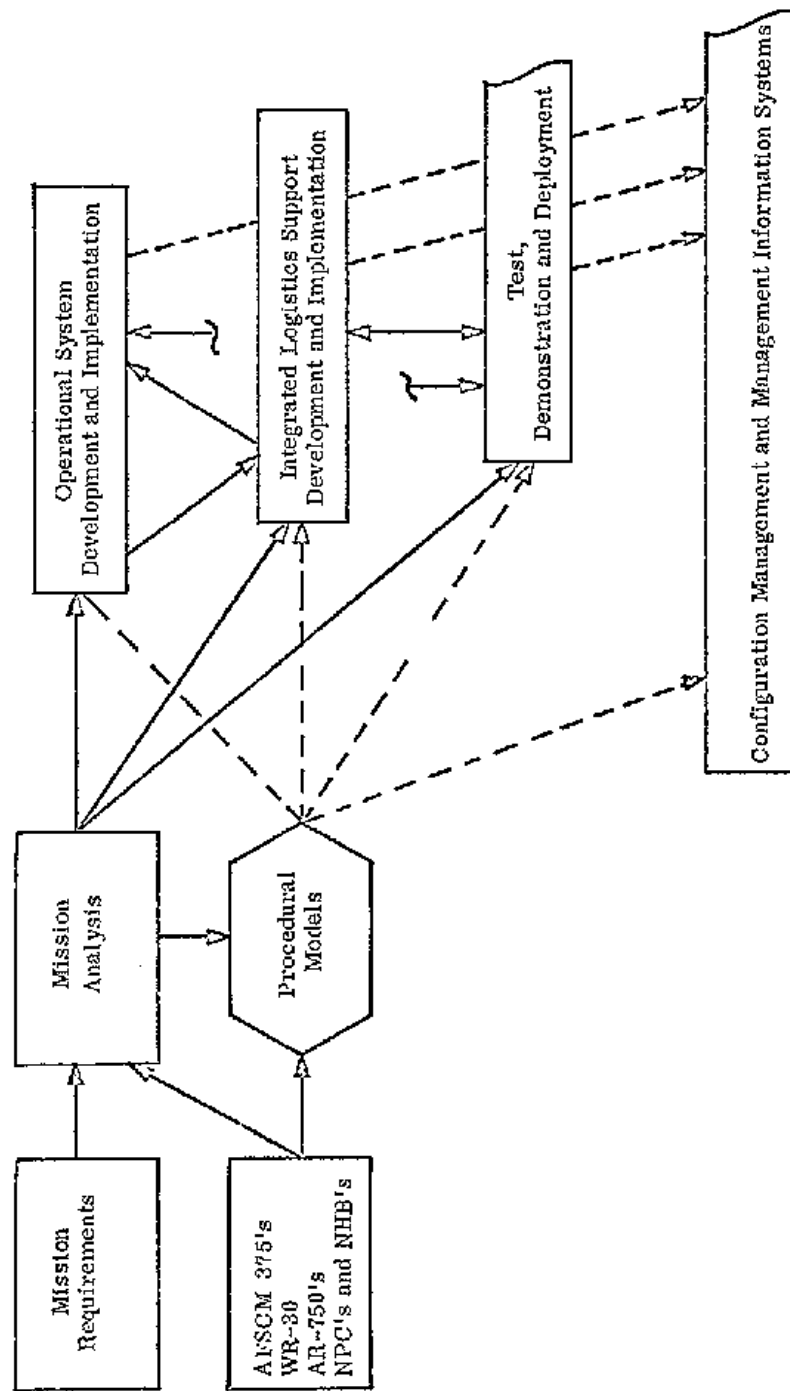 Mission
Requirements
AFSCM 375's
WR-30
AR-750's
NPC's and NHB's
Mission
Analysis
Procedural
Models
Operational System
Development and Implementation
Integrated Logistics Support
Development and Implementation
Test,
Demonstration and Deployment
Configuration Management and Management Information Systems